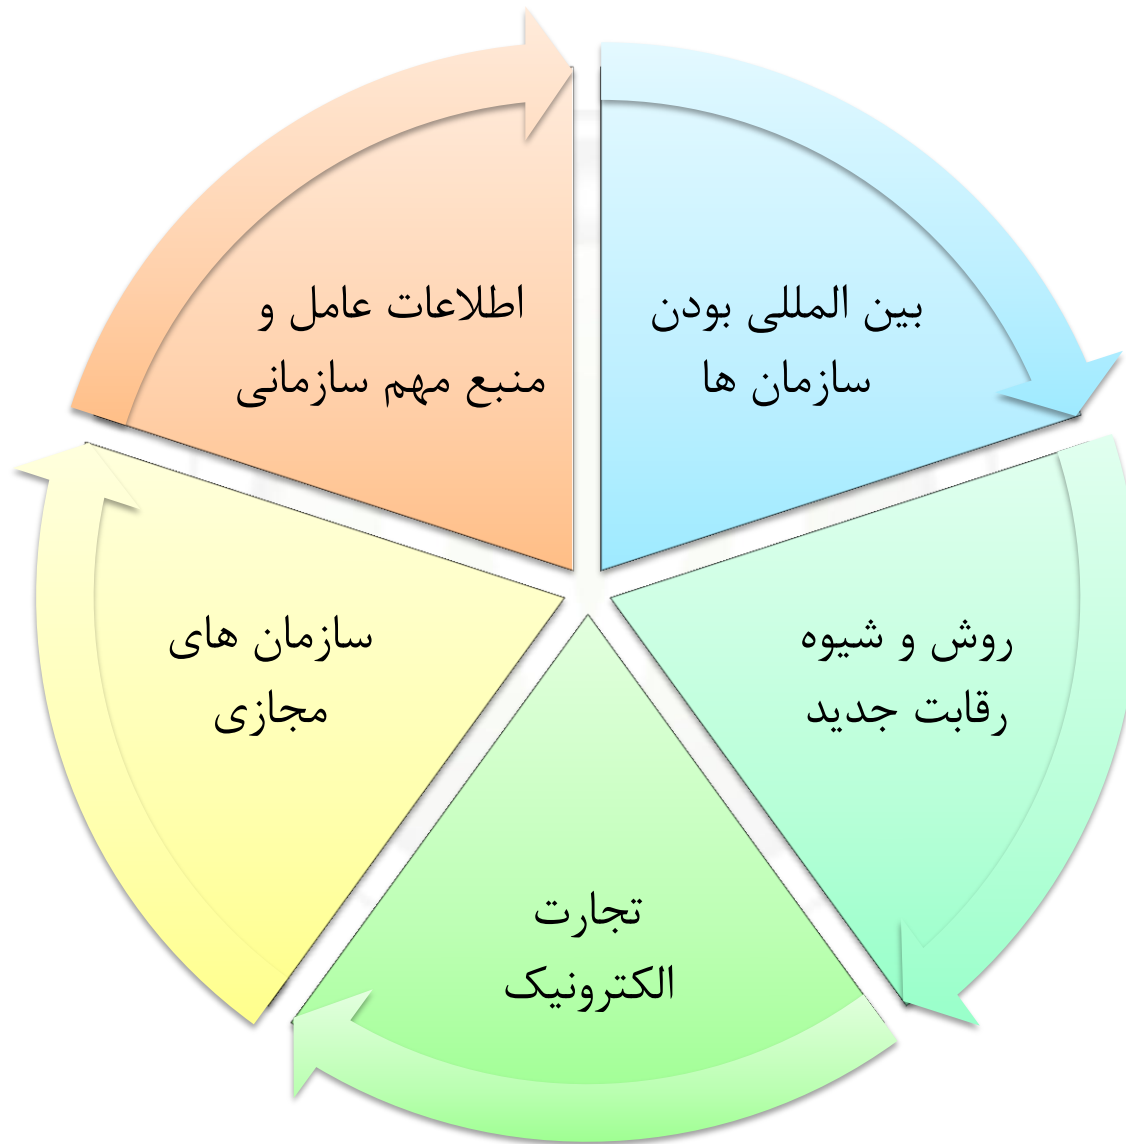 بین المللی بودن
سازمان ها
روش و شیوه
رقابت جدید
تجارت
الکترونیک
سازمان های
مجازی
اطلاعات عامل و
منبع مهم سازمانی